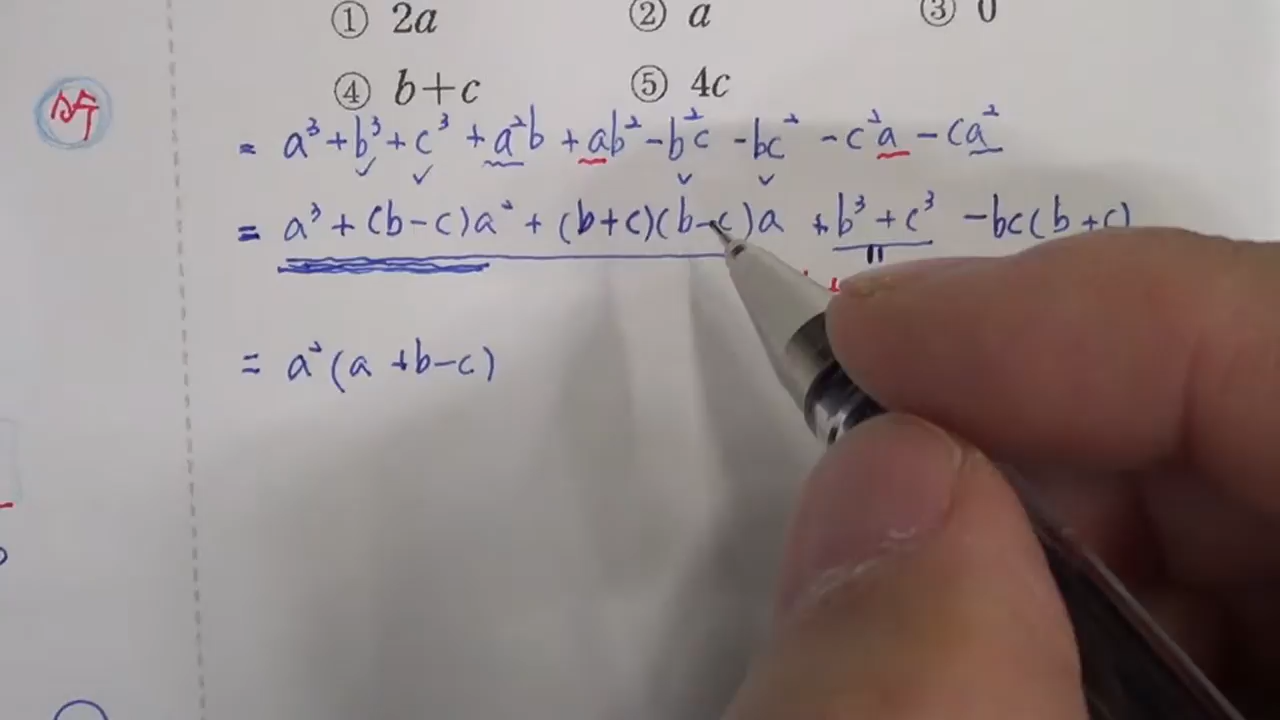 ① 2a ② a ③ 0
④ b+c ⑤ 4c
= a³ + b³ + c³ + a²b + ab² - b²c - bc² - c²a - ca²
= a³ + (b-c)a² + (b+c)(b-c)a + b³ + c³ - bc(b+c)
= a²(a+b-c)